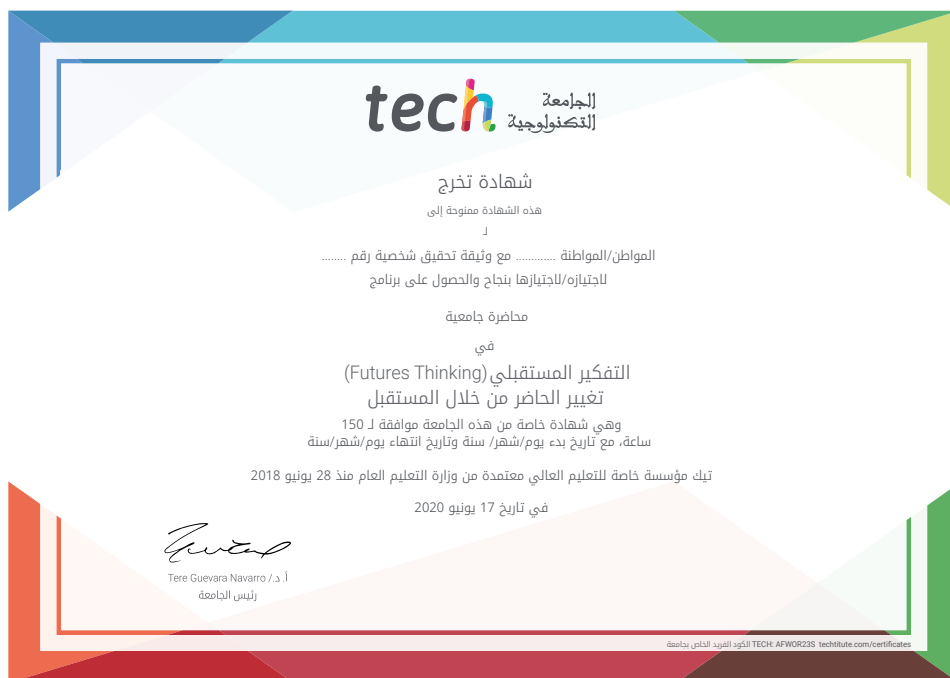 tech الجامعة
التكنولوجية
شهادة تخرج
هذه الشهادة ممنوحة إلى
لـ
المواطن/المواطنة ............. مع وثيقة تحقيق شخصية رقم ........
لاجتيازه/لاجتيازها بنجاح والحصول على برنامج
محاضرة جامعية
في
التفكير المستقبلي(Futures Thinking)
تغيير الحاضر من خلال المستقبل
وهي شهادة خاصة من هذه الجامعة موافقة لـ 150
ساعة، مع تاريخ بدء يوم/شهر/ سنة وتاريخ انتهاء يوم/شهر/سنة
تيك مؤسسة خاصة للتعليم العالي معتمدة من وزارة التعليم العام منذ 28 يونيو 2018
في تاريخ 17 يونيو 2020
أ.د./ Tere Guevara Navarro
رئيس الجامعة
الكود الفريد الخاص بجامعة TECH: AFWOR23S techtitute.com/certificates